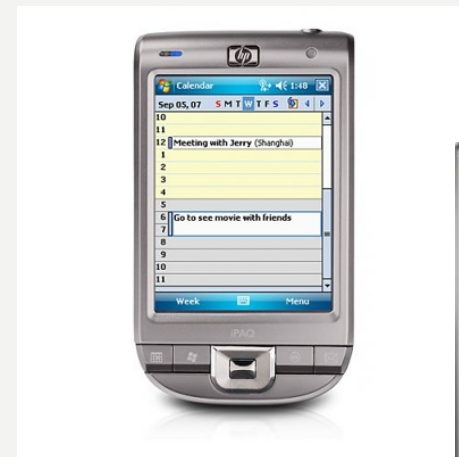 hp
Calendar 1:48
Sep 05, 07 S M T W T F S
10
11
12 Meeting with Jerry (Shanghai)
1
2
3
4
5
6 Go to see movie with friends
7
8
9
10
11
Week Menu
iPAQ